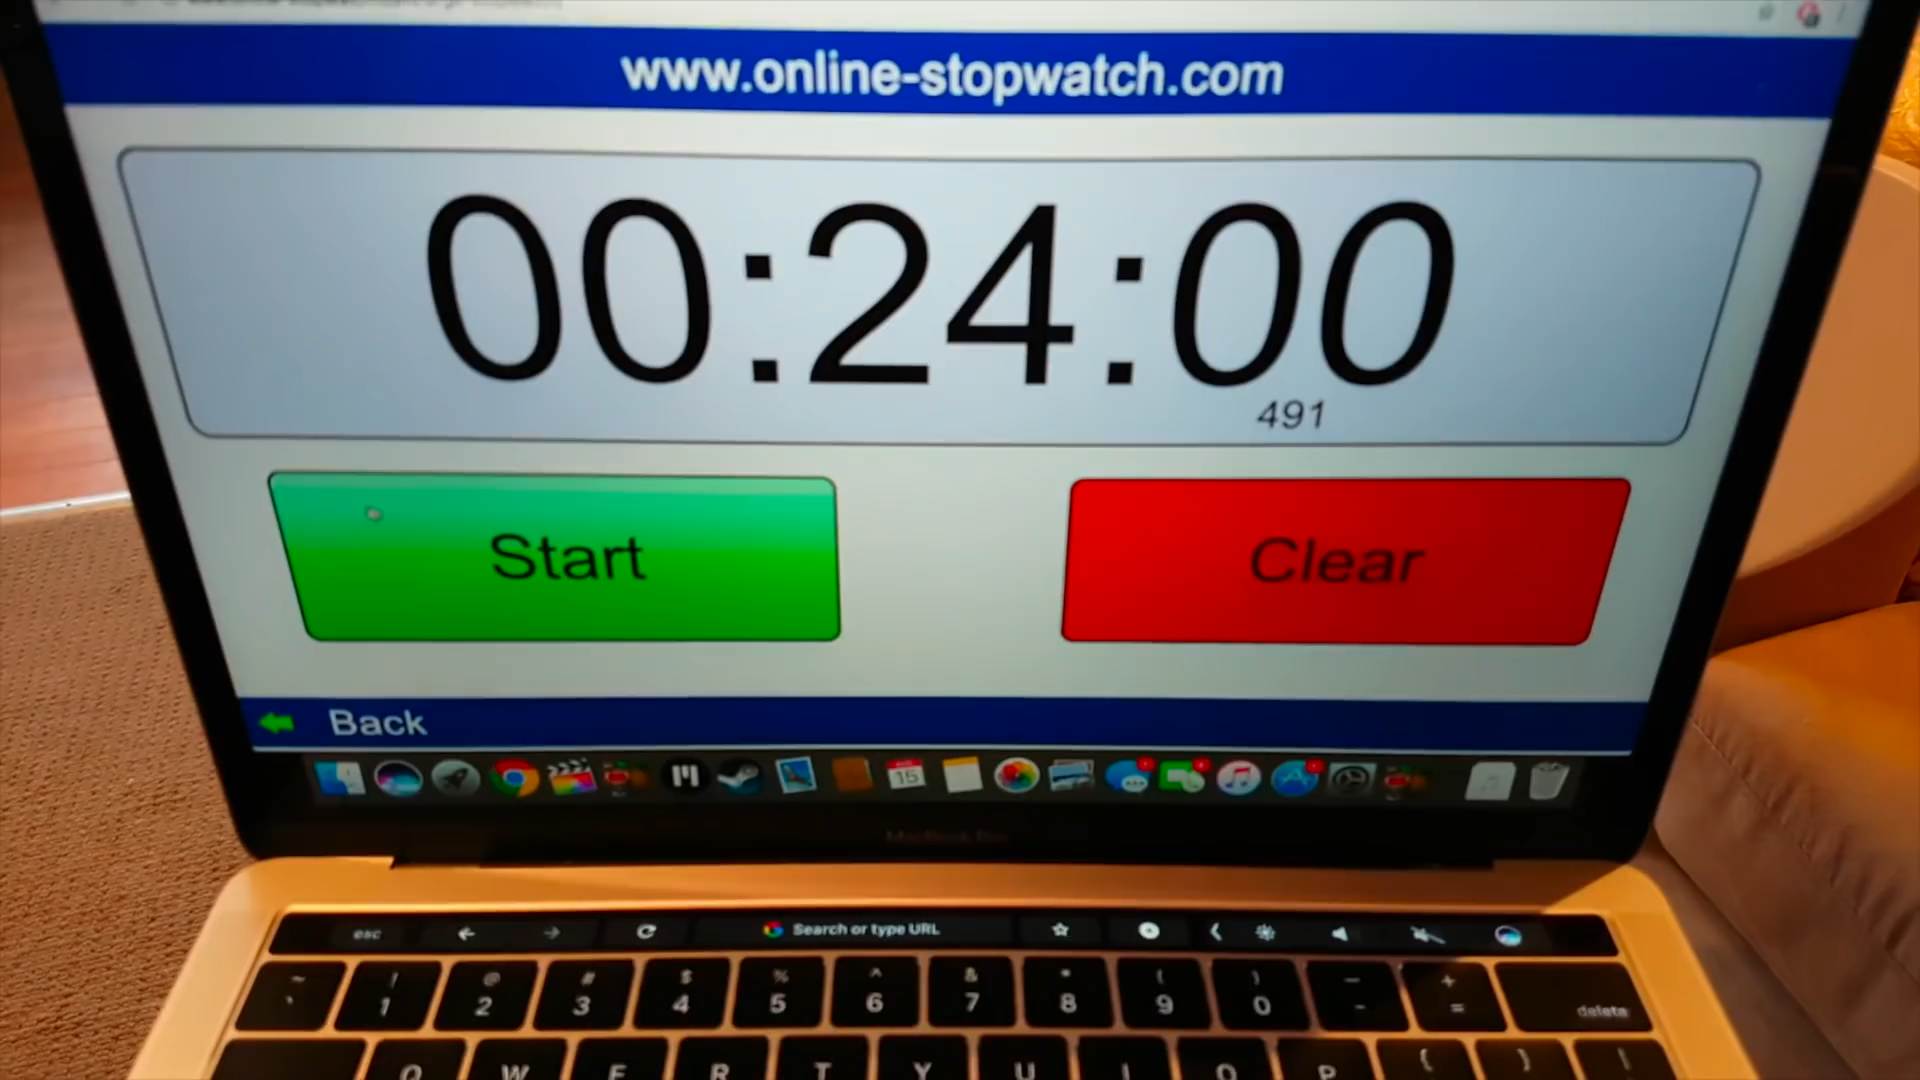 www.online-stopwatch.com
00:24:00
491
Start
Clear
Back
15
esc
Search or type URL
~ ! @ # $ % ^ & * ( ) — +
` 1 2 3 4 5 6 7 8 9 0 - = delete
Q W E R T Y U I O P { } |